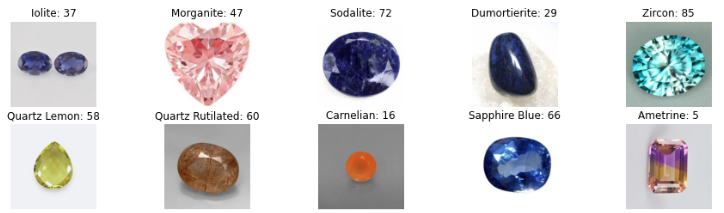 Iolite: 37
Morganite: 47
Sodalite: 72
Dumortierite: 29
Zircon: 85
Quartz Lemon: 58
Quartz Rutilated: 60
Carnelian: 16
Sapphire Blue: 66
Ametrine: 5